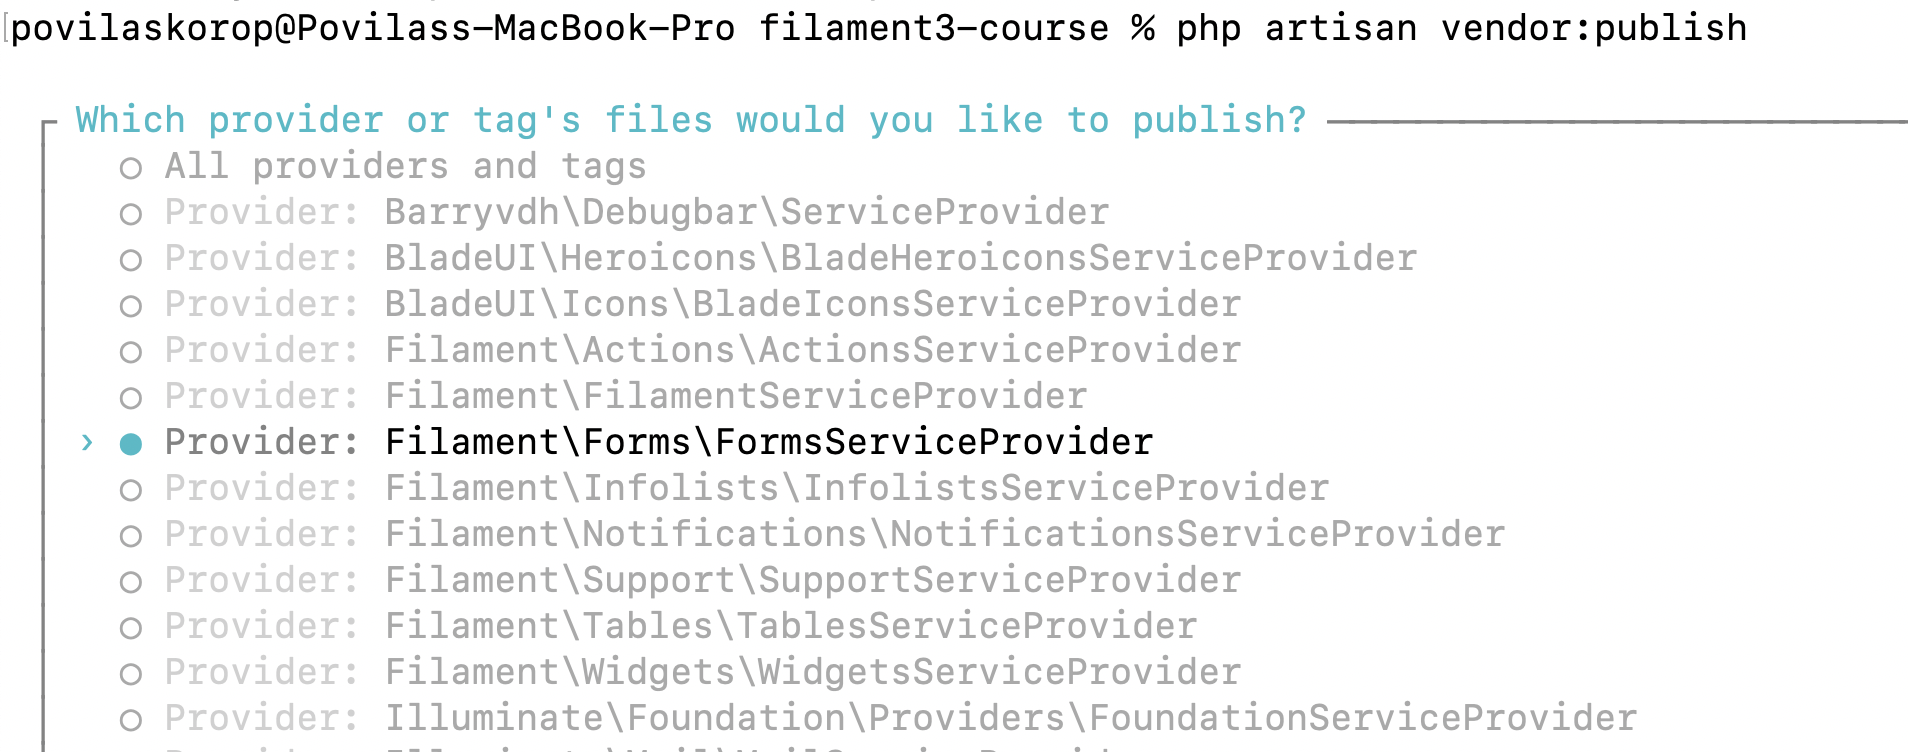 povilaskorop@Povilass-MacBook-Pro filament3-course % php artisan vendor:publish
Which provider or tag's files would you like to publish?
○ All providers and tags
○ Provider: Barryvdh\Debugbar\ServiceProvider
○ Provider: BladeUI\Heroicons\BladeHeroiconsServiceProvider
○ Provider: BladeUI\Icons\BladeIconsServiceProvider
○ Provider: Filament\Actions\ActionsServiceProvider
○ Provider: Filament\FilamentServiceProvider
› ● Provider: Filament\Forms\FormsServiceProvider
○ Provider: Filament\Infolists\InfolistsServiceProvider
○ Provider: Filament\Notifications\NotificationsServiceProvider
○ Provider: Filament\Support\SupportServiceProvider
○ Provider: Filament\Tables\TablesServiceProvider
○ Provider: Filament\Widgets\WidgetsServiceProvider
○ Provider: Illuminate\Foundation\Providers\FoundationServiceProvider